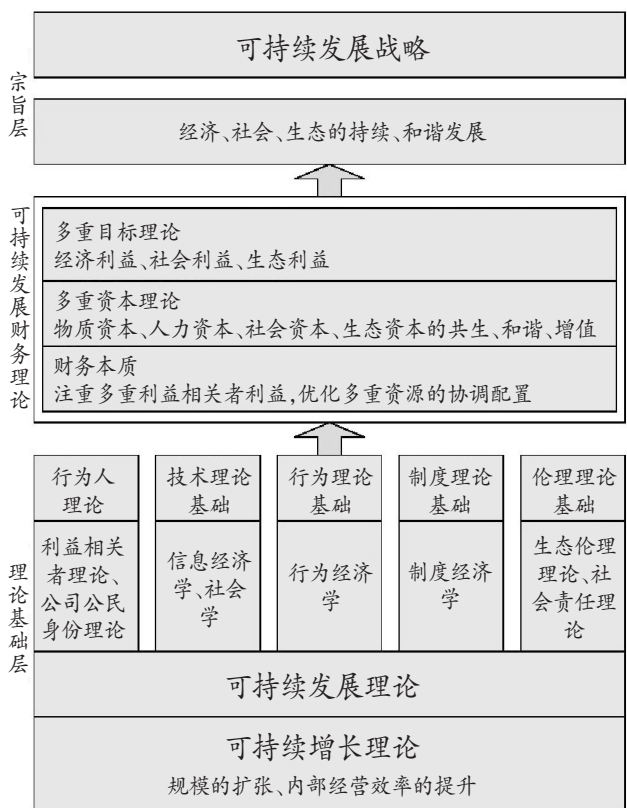 可持续发展战略
宗旨层
经济、社会、生态的持续、和谐发展
可持续发展财务理论
多重目标理论
经济利益、社会利益、生态利益
多重资本理论
物质资本、人力资本、社会资本、生态资本的共生、和谐、增值
财务本质
注重多重利益相关者利益,优化多重资源的协调配置
理论基础层
行为人
理论
利益相关
者理论、
公司公民
身份理论
技术理论
基础
信息经济
学、社会
学
行为理论
基础
行为经济
学
制度理论
基础
制度经济
学
伦理理论
基础
生态伦理
理论、社
会责任理
论
可持续发展理论
可持续增长理论
规模的扩张、内部经营效率的提升